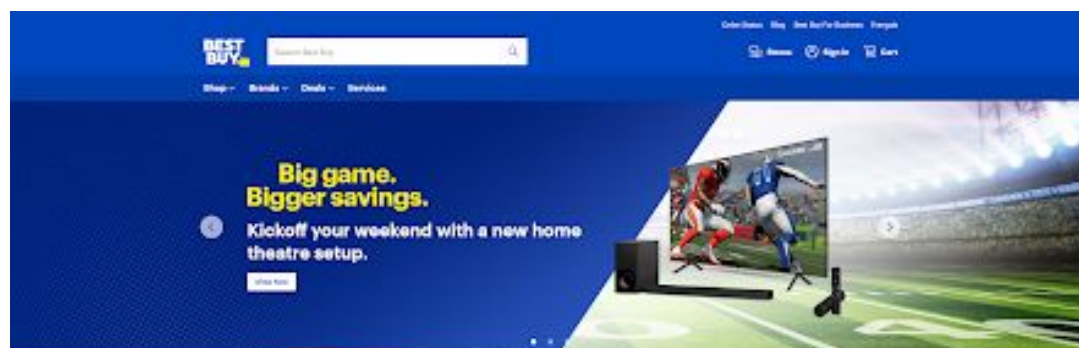 Order Status Blog Best Buy For Business Français
BEST
BUY
Search Best Buy
Stores Sign In Cart
Shop Brands Deals Services
Big game.
Bigger savings.
Kickoff your weekend with a new home
theatre setup.
Shop Now